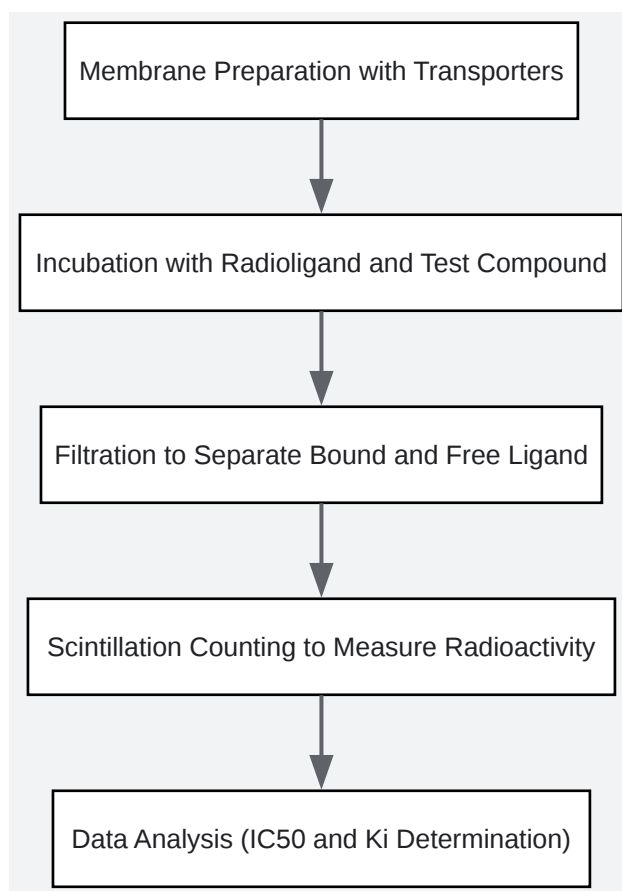 Membrane Preparation with Transporters
Incubation with Radioligand and Test Compound
Filtration to Separate Bound and Free Ligand
Scintillation Counting to Measure Radioactivity
Data Analysis (IC50 and Ki Determination)